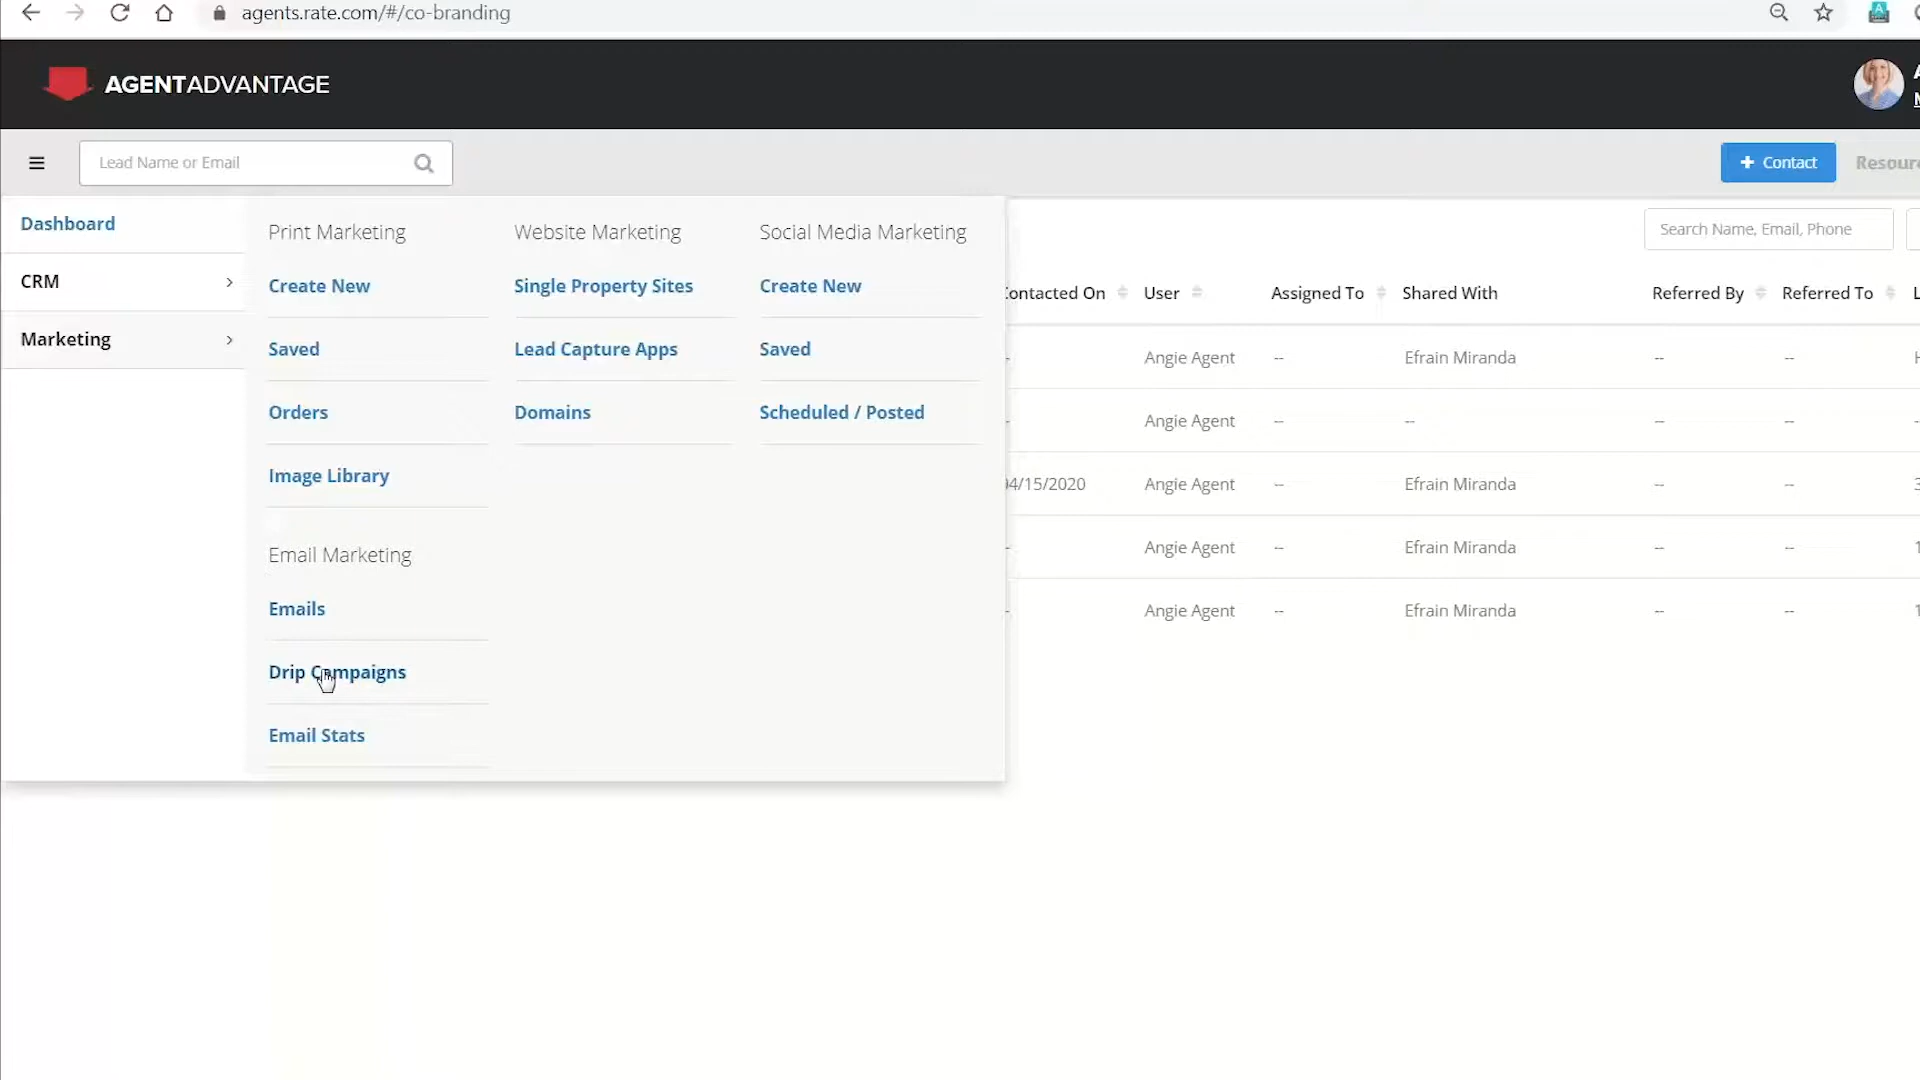 agents.rate.com/#/co-branding
AGENTADVANTAGE
Lead Name or Email
+ Contact
Dashboard
CRM
Marketing
Print Marketing
Create New
Saved
Orders
Image Library
Email Marketing
Emails
Drip Campaigns
Email Stats
Website Marketing
Single Property Sites
Lead Capture Apps
Domains
Social Media Marketing
Create New
Saved
Scheduled / Posted
Search Name, Email, Phone
Contacted On User Assigned To Shared With Referred By Referred To
Angie Agent -- Efrain Miranda -- --
Angie Agent -- -- -- --
04/15/2020 Angie Agent -- Efrain Miranda -- --
Angie Agent -- Efrain Miranda -- --
Angie Agent -- Efrain Miranda -- --